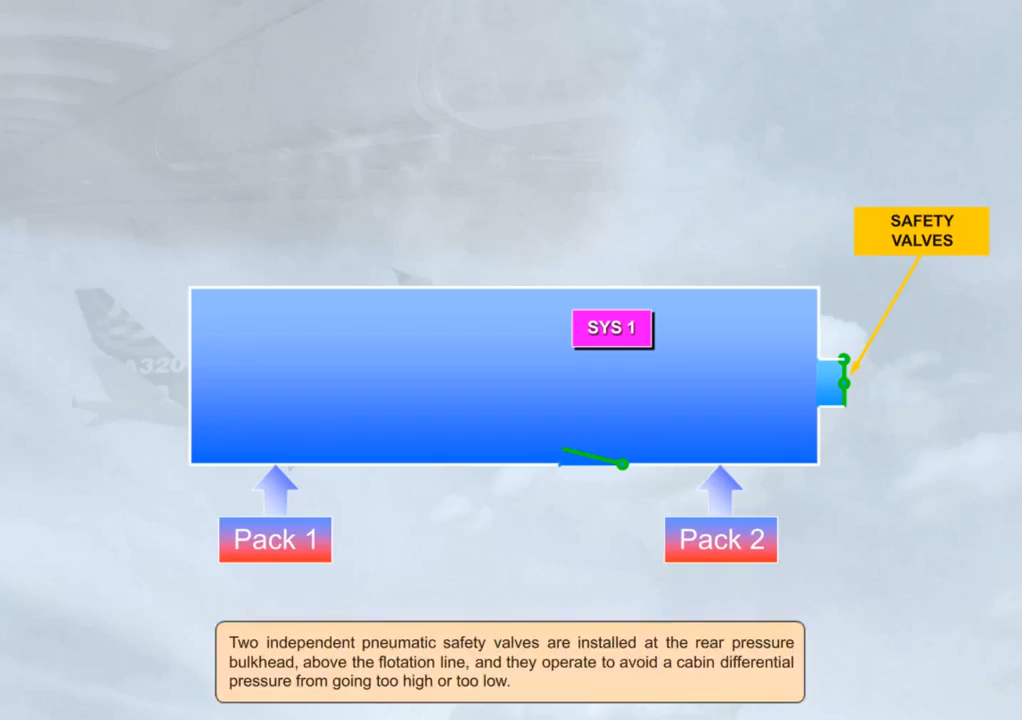 SAFETY
VALVES
SYS 1
A320
Pack 1
Pack 2
Two independent pneumatic safety valves are installed at the rear pressure
bulkhead, above the flotation line, and they operate to avoid a cabin differential
pressure from going too high or too low.